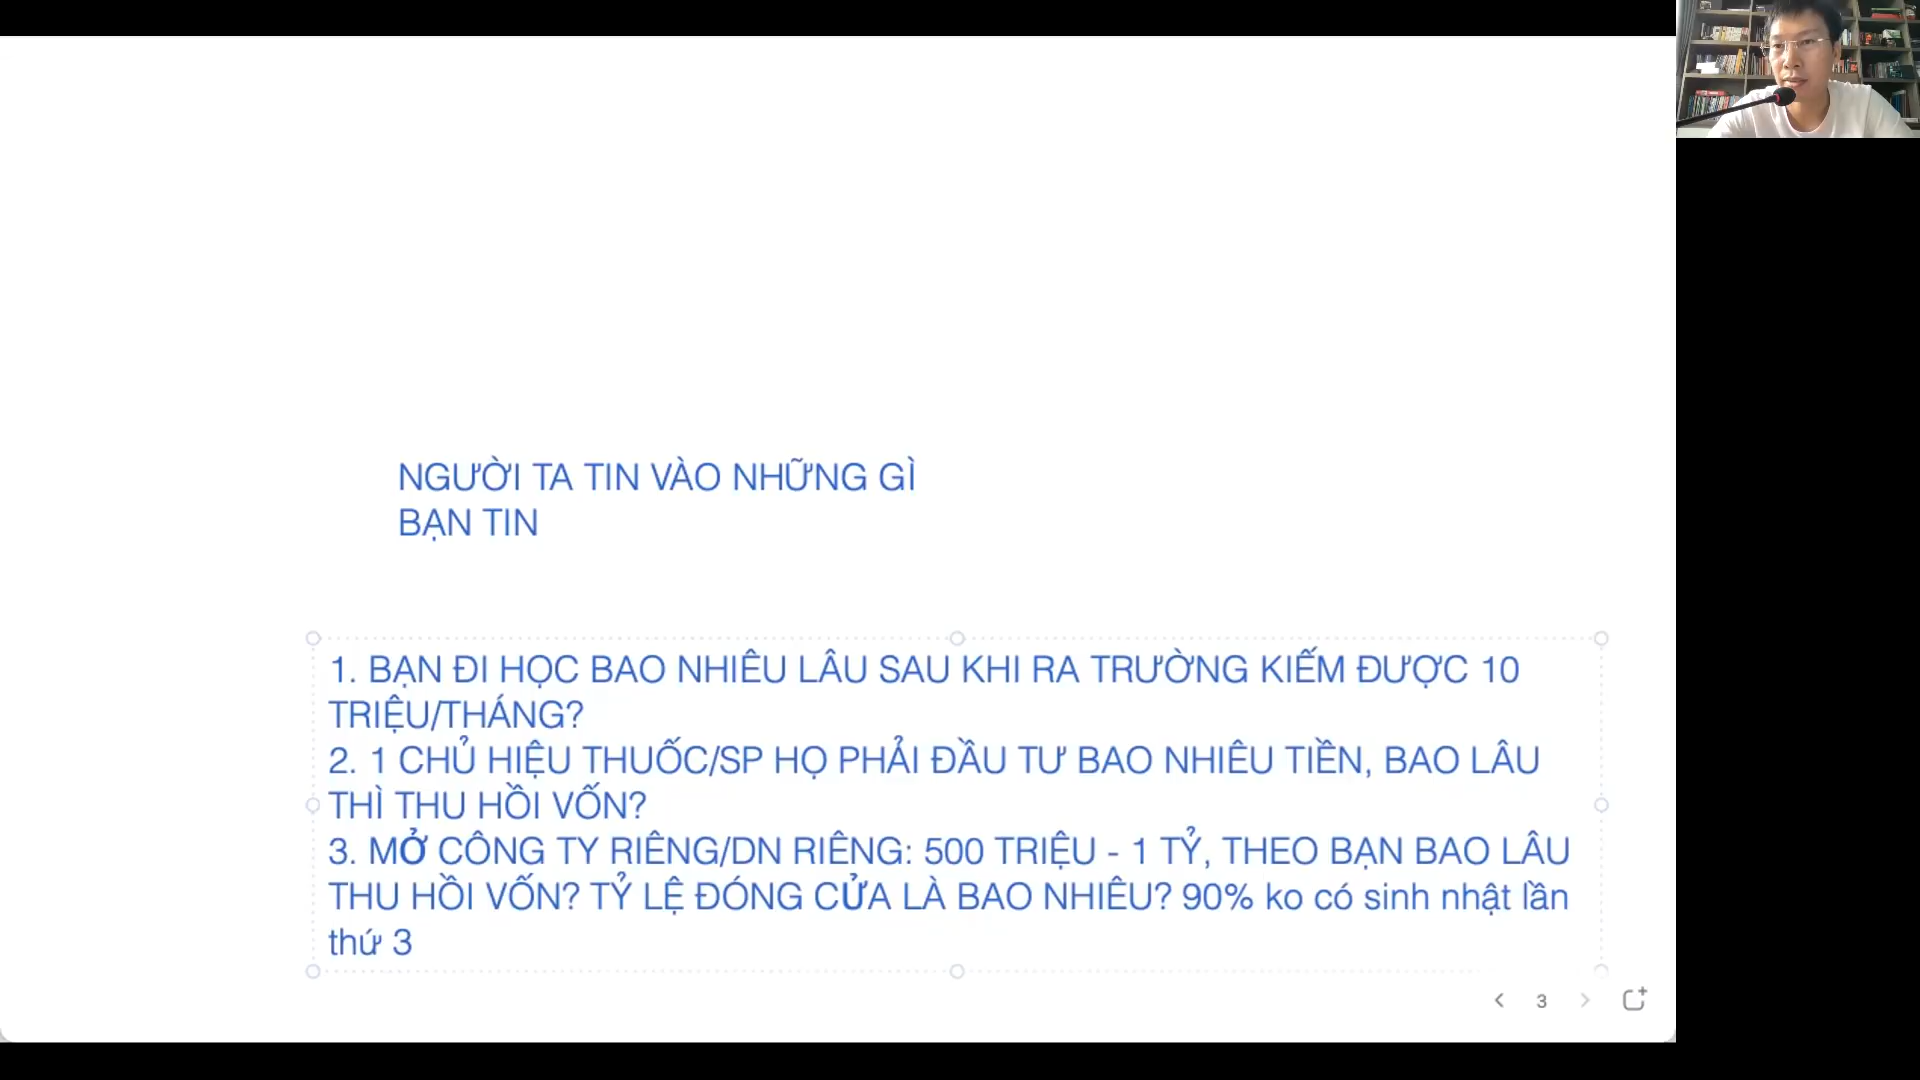 NGƯỜI TA TIN VÀO NHỮNG GÌ
BẠN TIN
1. BẠN ĐI HỌC BAO NHIÊU LÂU SAU KHI RA TRƯỜNG KIẾM ĐƯỢC 10
TRIỆU/THÁNG?
2. 1 CHỦ HIỆU THUỐC/SP HỌ PHẢI ĐẦU TƯ BAO NHIÊU TIỀN, BAO LÂU
THÌ THU HỒI VỐN?
3. MỞ CÔNG TY RIÊNG/DN RIÊNG: 500 TRIỆU - 1 TỶ, THEO BẠN BAO LÂU
THU HỒI VỐN? TỶ LỆ ĐÓNG CỬA LÀ BAO NHIÊU? 90% ko có sinh nhật lần
thứ 3
3